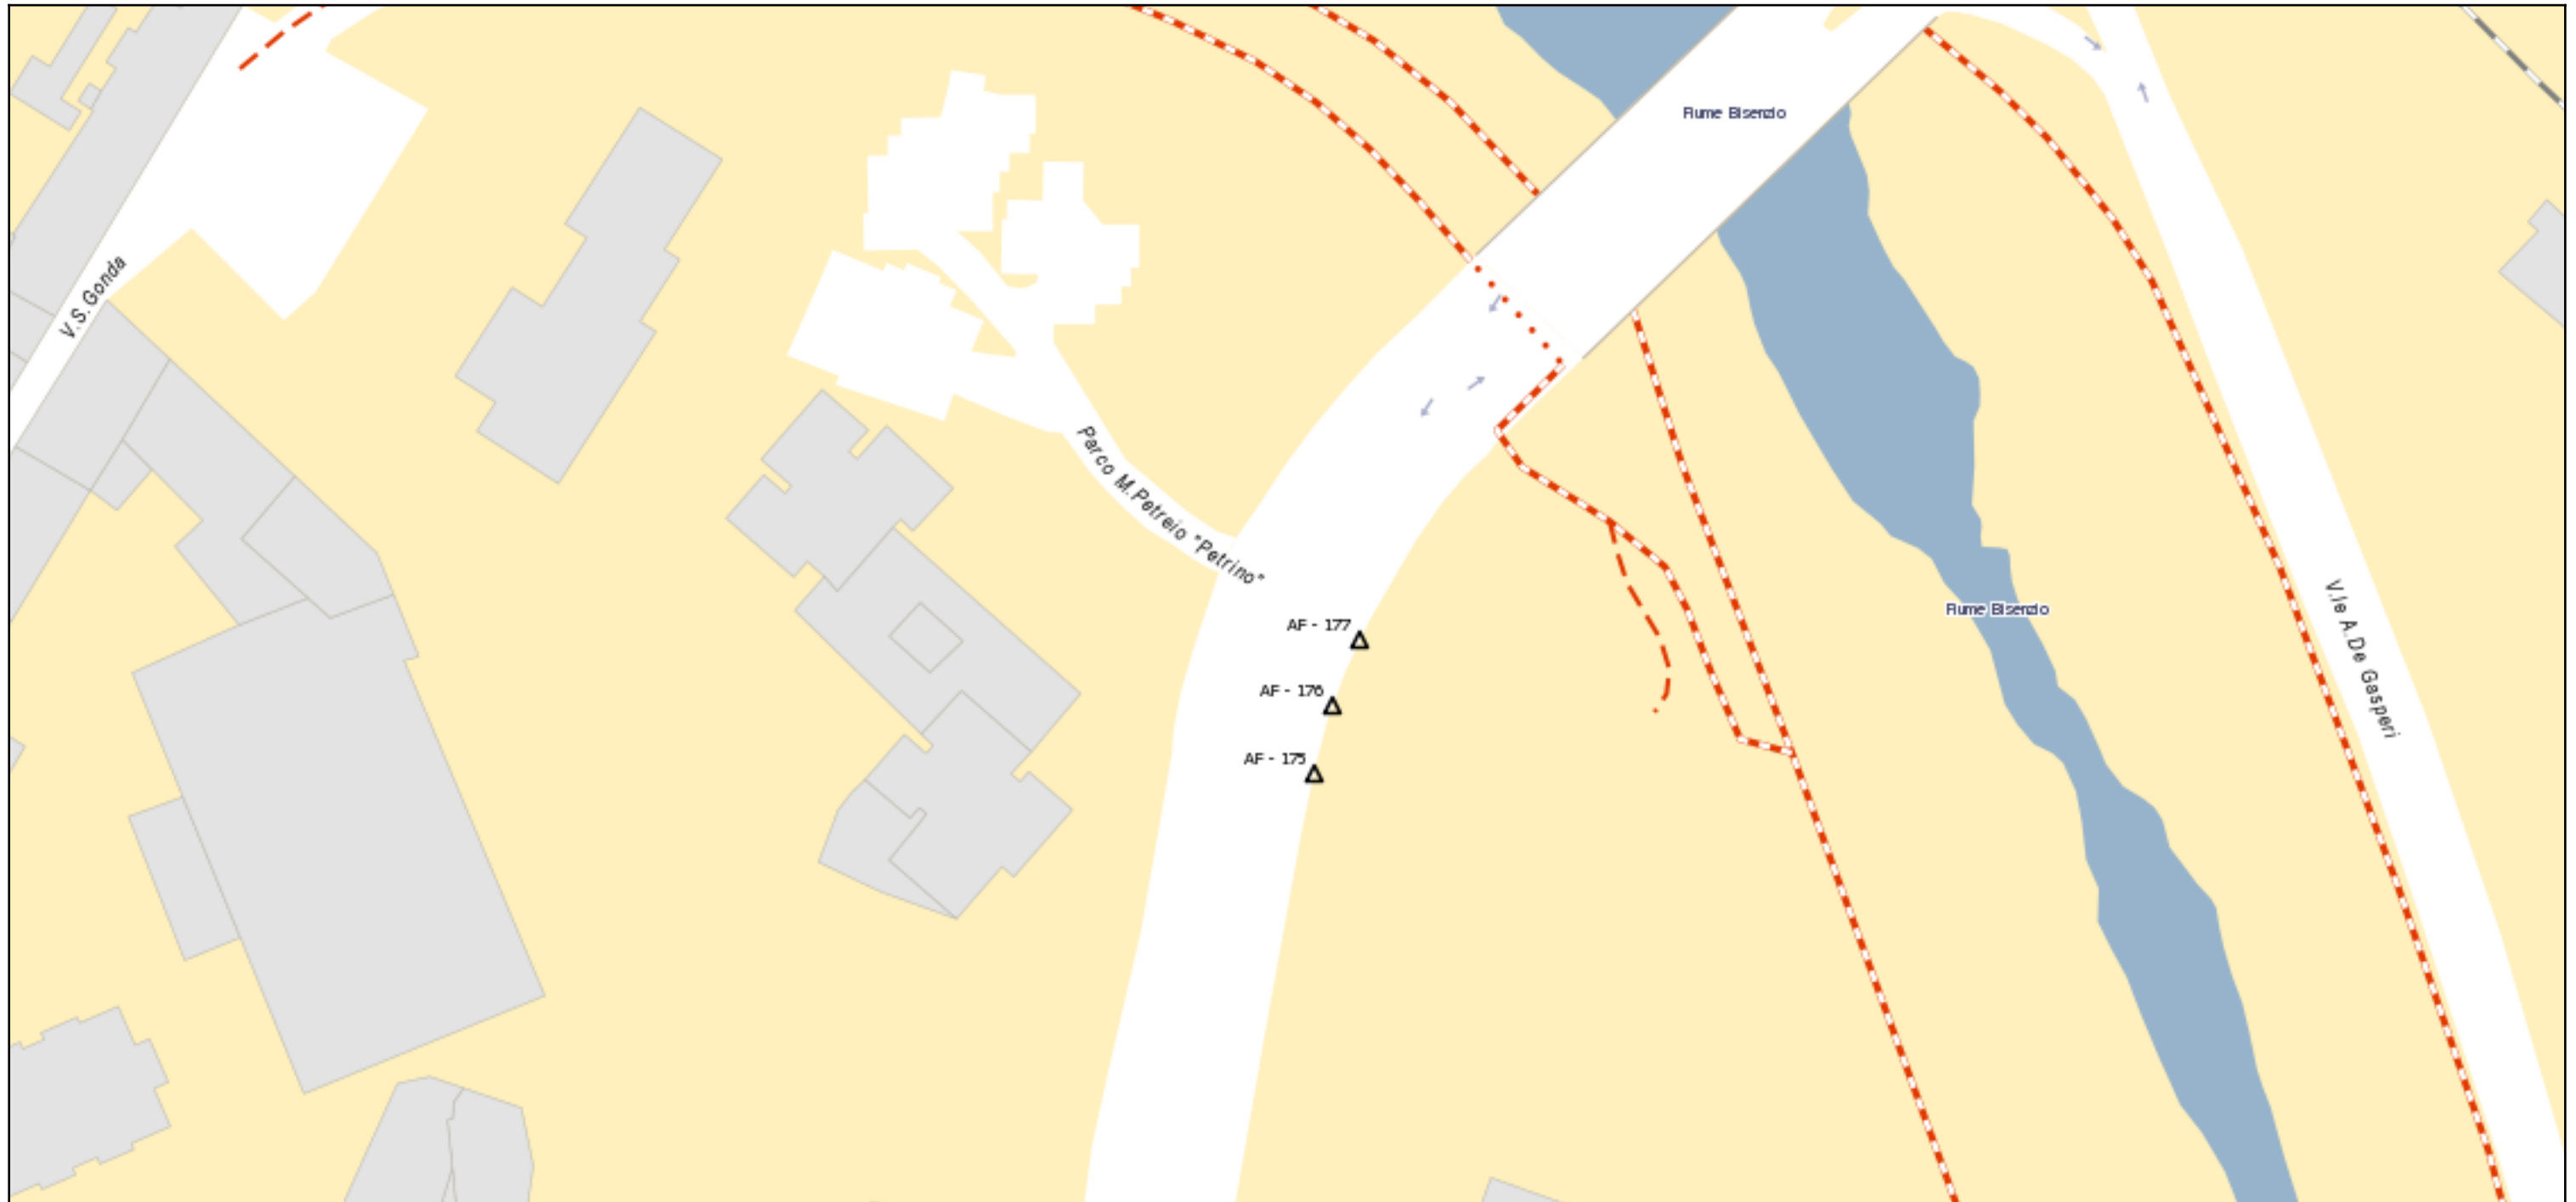 Fiume Bisenzio
V.S.Gonda
Parco M.Petreio "Petrino"
Fiume Bisenzio
V.le A.De Gasperi
AF - 177
AF - 176
AF - 175